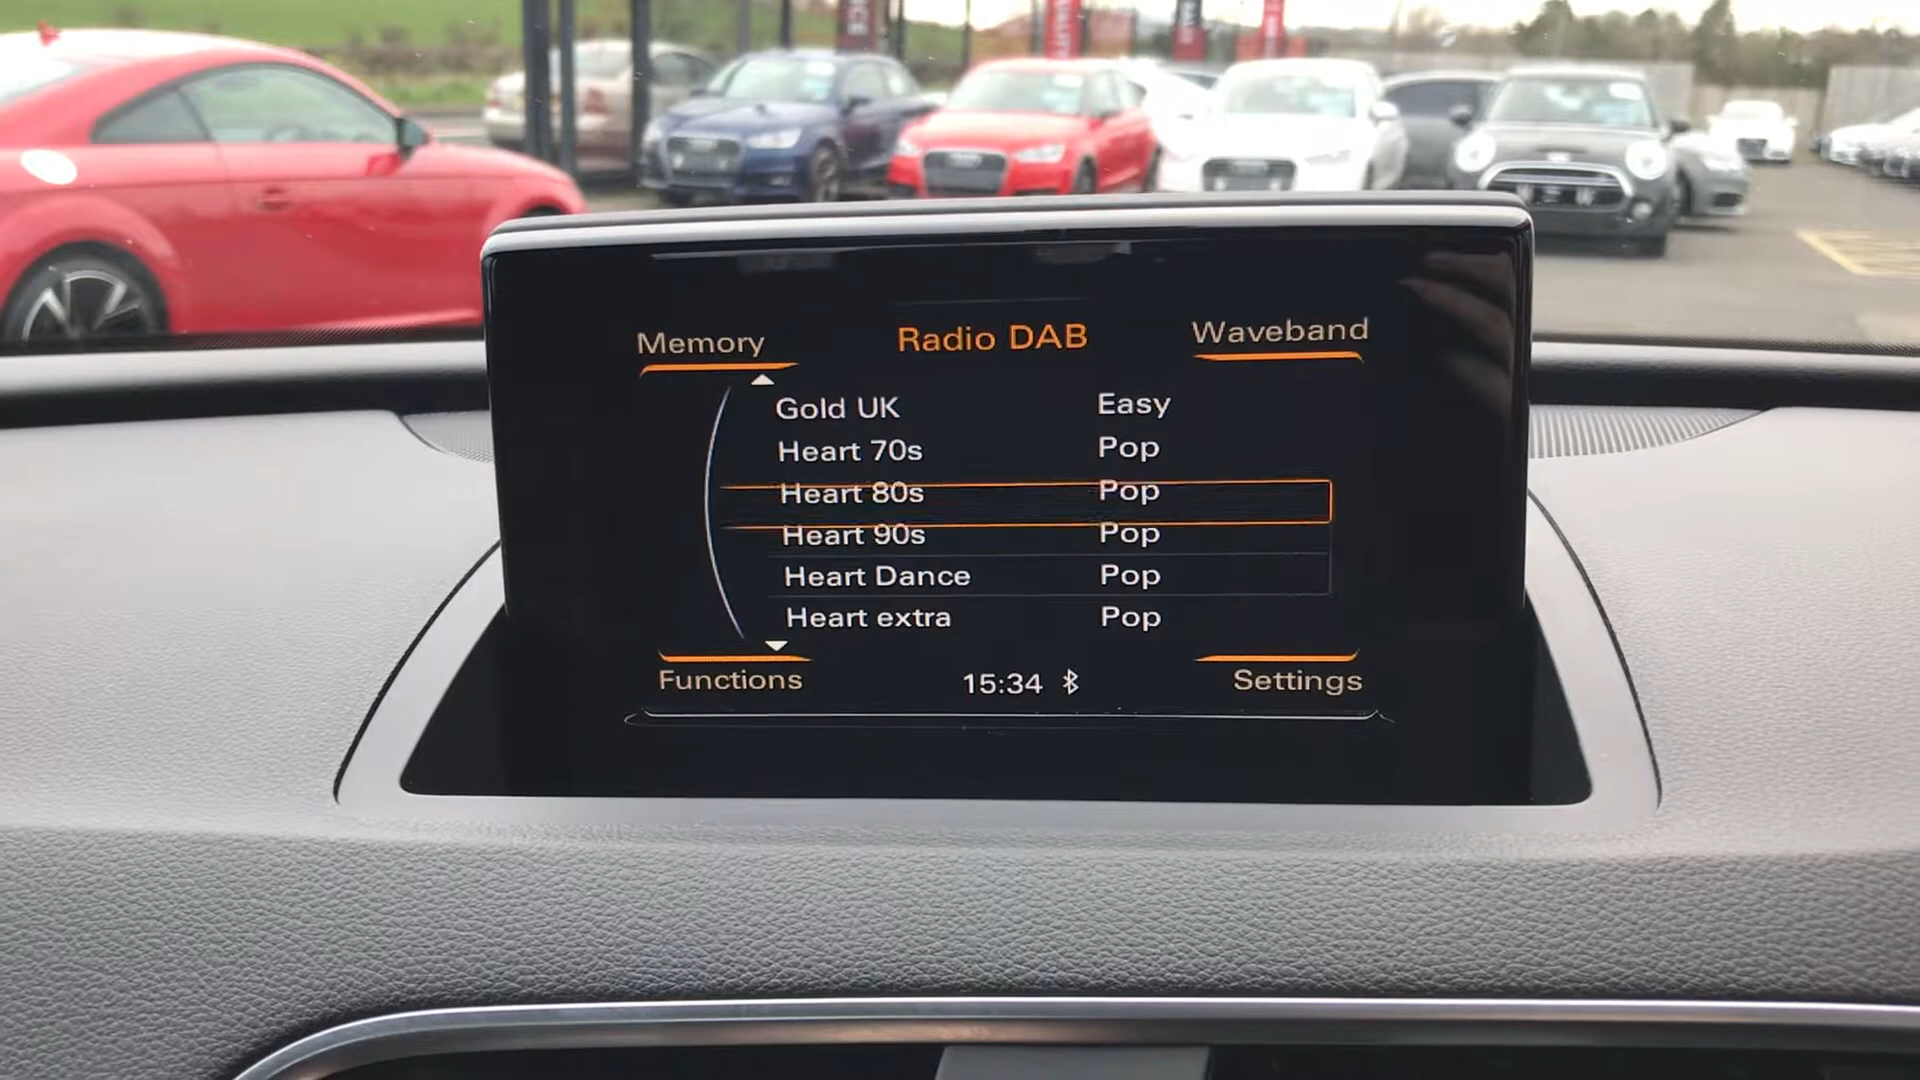 Memory Radio DAB Waveband
Gold UK Easy
Heart 70s Pop
Heart 80s Pop
Heart 90s Pop
Heart Dance Pop
Heart extra Pop
Functions 15:34 Settings